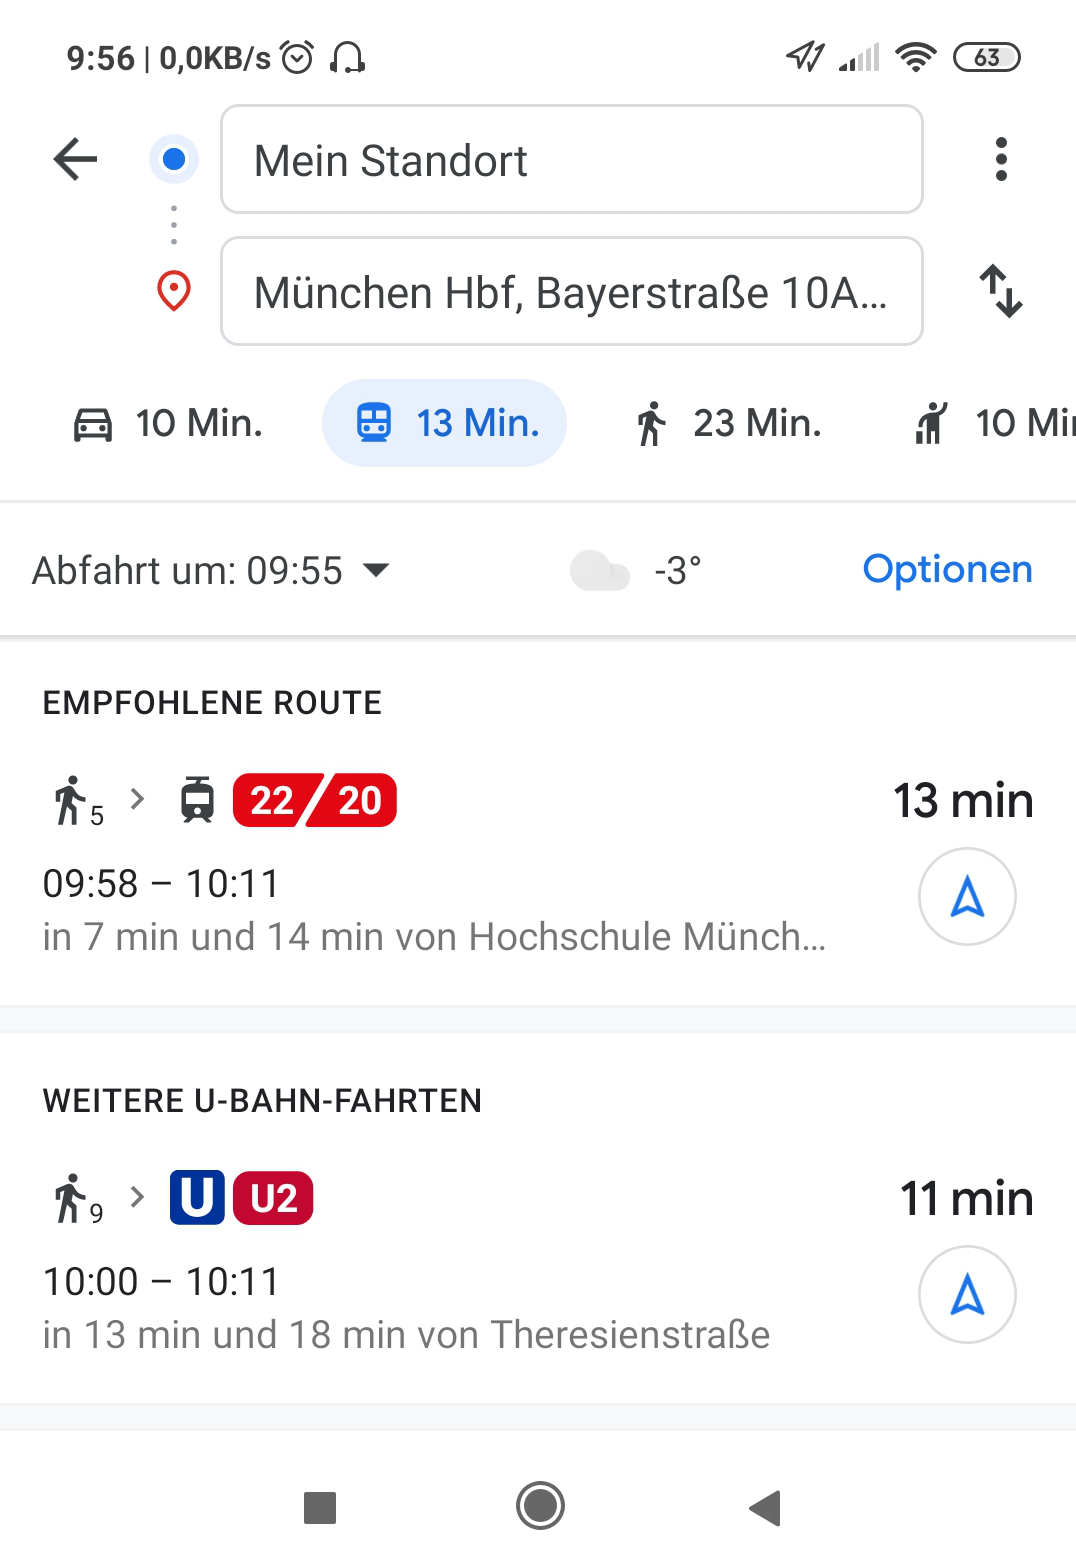 9:56 | 0,0KB/s 63
Mein Standort
München Hbf, Bayerstraße 10A...
10 Min. 13 Min. 23 Min. 10 Mi
Abfahrt um: 09:55 -3° Optionen
EMPFOHLENE ROUTE
5 22/20 13 min
09:58 – 10:11
in 7 min und 14 min von Hochschule Münch...
WEITERE U-BAHN-FAHRTEN
9 U U2 11 min
10:00 – 10:11
in 13 min und 18 min von Theresienstraße